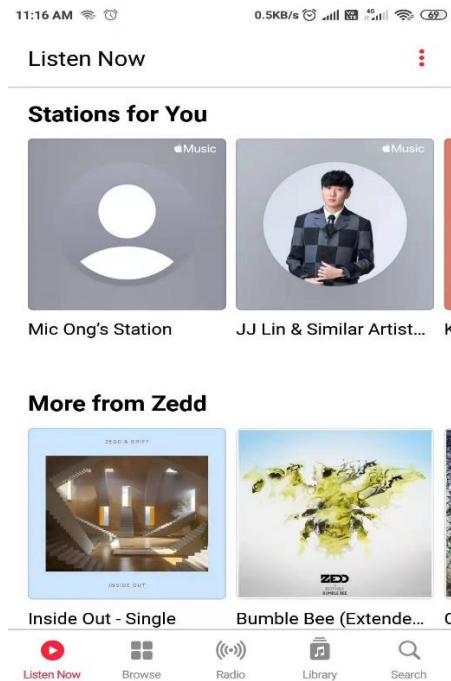 11:16 AM 0.5KB/s 4G 69
Listen Now
Stations for You
Music
Music
Mic Ong's Station
JJ Lin & Similar Artist...
K
More from Zedd
ZEDD & GRIFF
INSIDE OUT
ZEDD
BUMBLE BEE
Inside Out - Single
Bumble Bee (Extende...
Listen Now
Browse
Radio
Library
Search